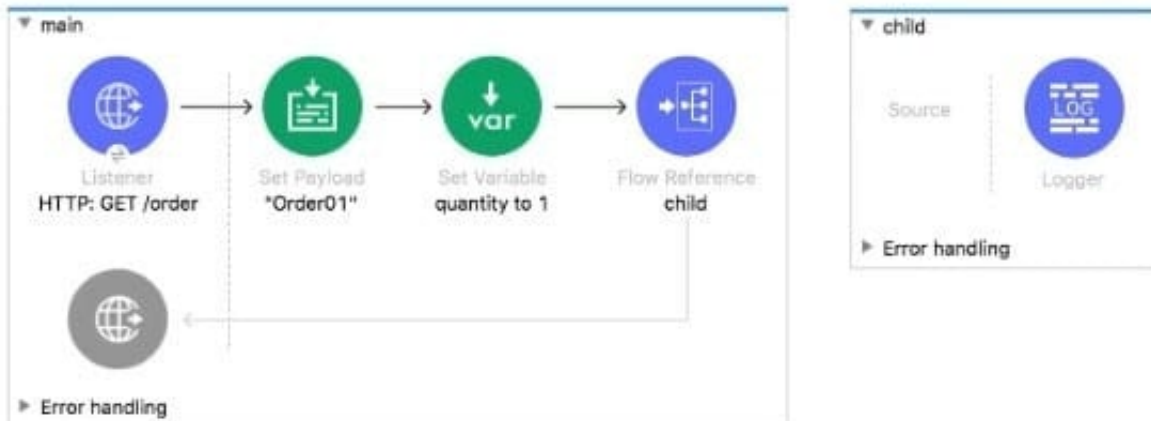 main
Listener
HTTP: GET /order
Set Payload
"Order01"
var
Set Variable
quantity to 1
Flow Reference
child
Error handling
child
Source
LOG
Logger
Error handling